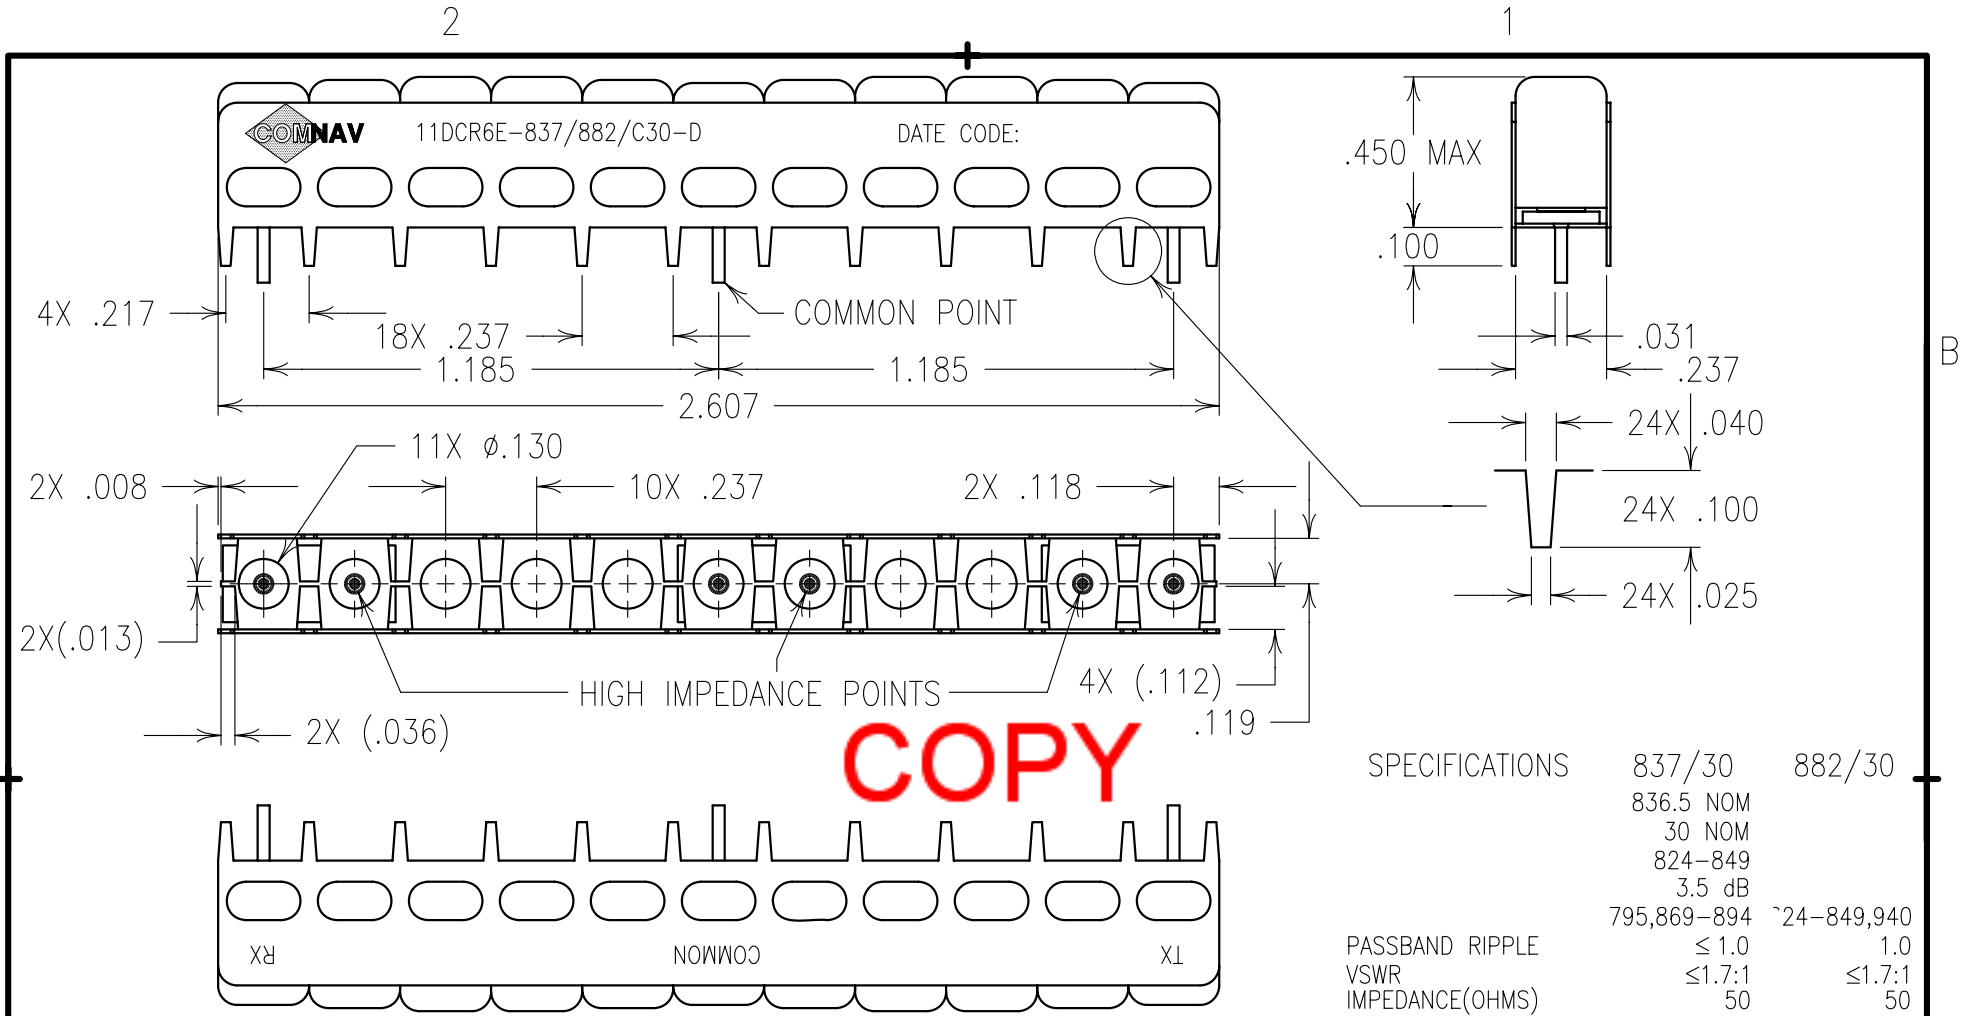 2
1
COMNAV
11DCR6E-837/882/C30-D
DATE CODE:
.450 MAX
.100
4X .217
COMMON POINT
18X .237
.031
B
1.185
1.185
.237
2.607
24X .040
11X ø.130
2X .008
10X .237
2X .118
24X .100
24X .025
2X(.013)
HIGH IMPEDANCE POINTS
4X (.112)
.119
2X (.036)
COPY
SPECIFICATIONS 837/30 882/30
836.5 NOM
30 NOM
824-849
3.5 dB
795,869-894 24-849,940
PASSBAND RIPPLE ≤1.0 1.0
VSWR ≤1.7:1 ≤1.7:1
IMPEDANCE(OHMS) 50 50
RX
COMMON
TX